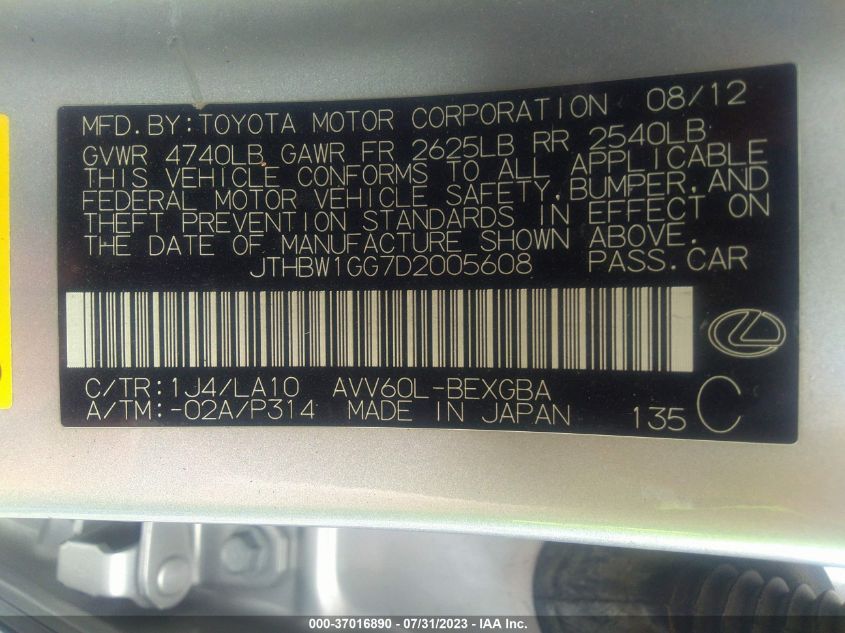 MFD.BY:TOYOTA MOTOR CORPORATION 08/12
GVWR 4740LB GAWR FR 2625LB RR 2540LB
THIS VEHICLE CONFORMS TO ALL APPLICABLE
FEDERAL MOTOR VEHICLE SAFETY,BUMPER,AND
THEFT PREVENTION STANDARDS IN EFFECT ON
THE DATE OF MANUFACTURE SHOWN ABOVE.
JTHBW1GG7D2005608 PASS.CAR
C/TR:1J4/LA10 AVV60L-BEXGBA
A/TM:-02A/P314 MADE IN JAPAN 135 C
000-37016890 - 07/31/2023 - IAA Inc.